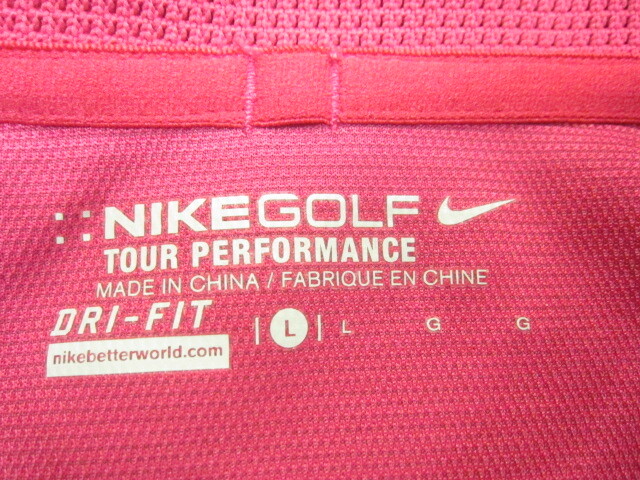 NIKEGOLF
TOUR PERFORMANCE
MADE IN CHINA / FABRIQUE EN CHINE
DRI-FIT
nikebetterworld.com
| L | L G G